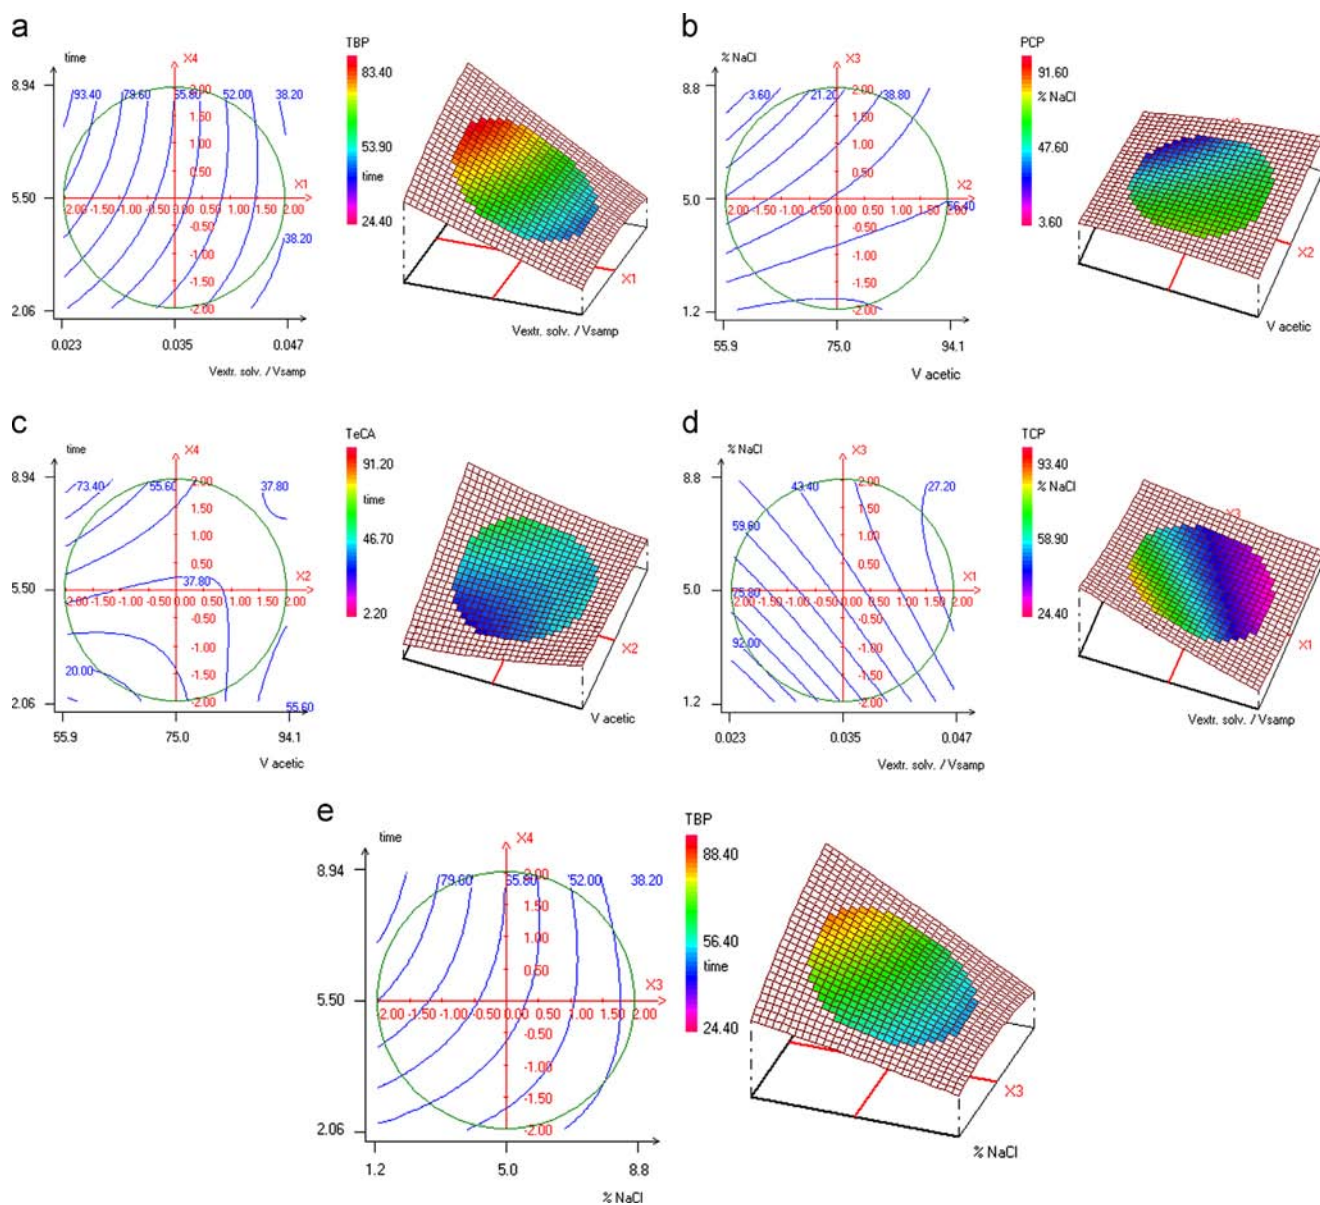 a
time
X4
8.94
93.40 79.60 65.80 52.00 38.20
2.00
1.50
1.00
0.50
X1
5.50
-2.00 -1.50 -1.00 -0.50 0.00 0.50 1.00 1.50 2.00
-0.50
38.20
-1.00
-1.50
2.06
-2.00
0.023 0.035 0.047
Vextr. solv. / Vsamp
TBP
83.40
53.90
time
24.40
X1
Vextr. solv. / Vsamp
b
% NaCl
X3
8.8
3.60 21.20 38.80
2.00
1.50
1.00
0.50
X2
5.0
-2.00 -1.50 -1.00 -0.50 0.00 0.50 1.00 1.50 2.00
56.40
-0.50
-1.00
-1.50
1.2
-2.00
55.9 75.0 94.1
V acetic
PCP
91.60
% NaCl
47.60
3.60
X2
V acetic
c
time
X4
8.94
73.40 55.60 37.80
2.00
1.50
1.00
0.50
X2
37.80
5.50
-2.00 -1.50 -1.00 -0.50 0.00 0.50 1.00 1.50 2.00
-0.50
-1.00
20.00
-1.50
2.06
-2.00
55.60
55.9 75.0 94.1
V acetic
TeCA
91.20
time
46.70
2.20
X2
V acetic
d
% NaCl
X3
8.8
43.40 27.20
2.00
1.50
59.60
1.00
0.50
X1
5.0
75.80
-2.00 -1.50 -1.00 -0.50 0.00 0.50 1.00 1.50 2.00
-0.50
92.00
-1.00
-1.50
1.2
-2.00
0.023 0.035 0.047
Vextr. solv. / Vsamp
TCP
93.40
% NaCl
58.90
24.40
X3
X1
Vextr. solv. / Vsamp
e
time
X4
8.94
79.60 65.80 52.00 38.20
2.00
1.50
1.00
0.50
X3
5.50
-2.00 -1.50 -1.00 -0.50 0.00 0.50 1.00 1.50 2.00
-0.50
-1.00
-1.50
2.06
-2.00
1.2 5.0 8.8
% NaCl
TBP
88.40
56.40
time
24.40
X3
% NaCl